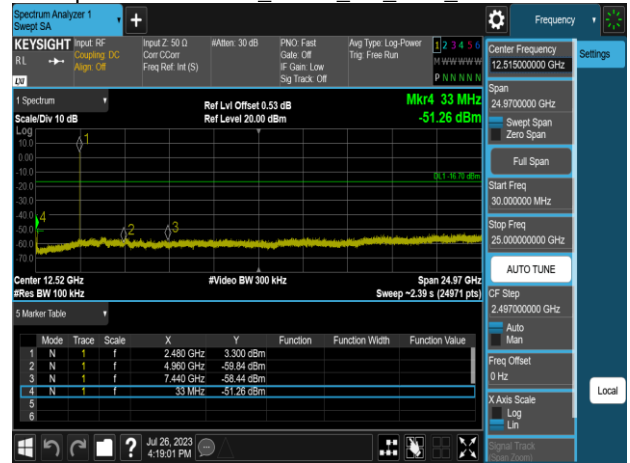 Spectrum Analyzer 1
Swept SA
+
Frequency
KEYSIGHT
RL
LXI
Input: RF
Coupling: DC
Align: Off
Input Z: 50 Ω
Corr CCorr
Freq Ref: Int (S)
#Atten: 30 dB
PNO: Fast
Gate: Off
IF Gain: Low
Sig Track: Off
Avg Type: Log-Power
Trig: Free Run
1 2 3 4 5 6
M W W W W W
P N N N N N
1 Spectrum
Scale/Div 10 dB
Ref Lvl Offset 0.53 dB
Ref Level 20.00 dBm
Mkr4 33 MHz
-51.26 dBm
Log
10.0
0.00
-10.0
-20.0
-30.0
-40.0
-50.0
-60.0
-70.0
1
2
3
4
DL1 -16.70 dBm
Center 12.52 GHz
#Res BW 100 kHz
#Video BW 300 kHz
Span 24.97 GHz
Sweep ~2.39 s (24971 pts)
5 Marker Table
Mode Trace Scale X Y Function Function Width Function Value
1 N 1 f 2.480 GHz 3.300 dBm
2 N 1 f 4.960 GHz -59.84 dBm
3 N 1 f 7.440 GHz -58.44 dBm
4 N 1 f 33 MHz -51.26 dBm
5
6
?
Jul 26, 2023
4:19:01 PM
Center Frequency
12.515000000 GHz
Span
24.9700000 GHz
Swept Span
Zero Span
Full Span
Start Freq
30.000000 MHz
Stop Freq
25.000000000 GHz
AUTO TUNE
CF Step
2.497000000 GHz
Auto
Man
Freq Offset
0 Hz
X Axis Scale
Log
Lin
Signal Track
(Span Zoom)
Settings
Local